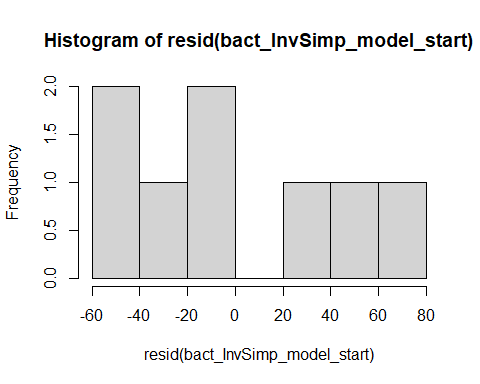 Histogram of resid(bact_InvSimp_model_start)
Frequency
2.0
1.5
1.0
0.5
0.0
-60 -40 -20 0 20 40 60 80
resid(bact_InvSimp_model_start)